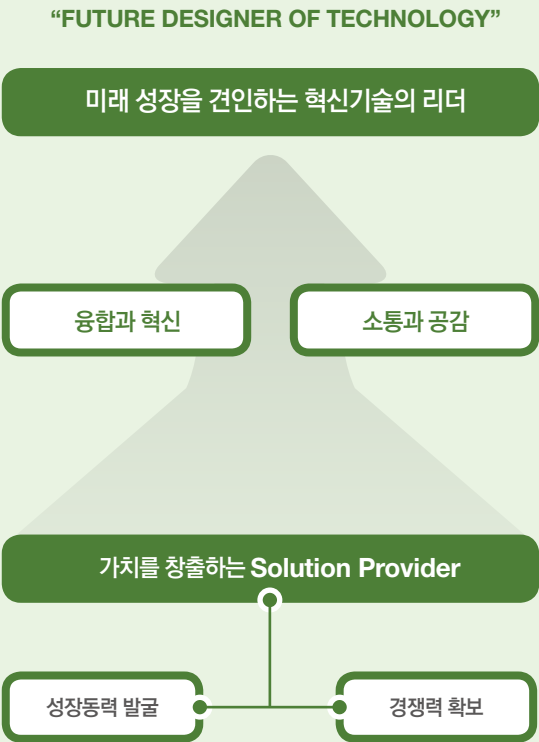 “FUTURE DESIGNER OF TECHNOLOGY”
미래 성장을 견인하는 혁신기술의 리더
융합과 혁신
소통과 공감
가치를 창출하는 Solution Provider
성장동력 발굴
경쟁력 확보